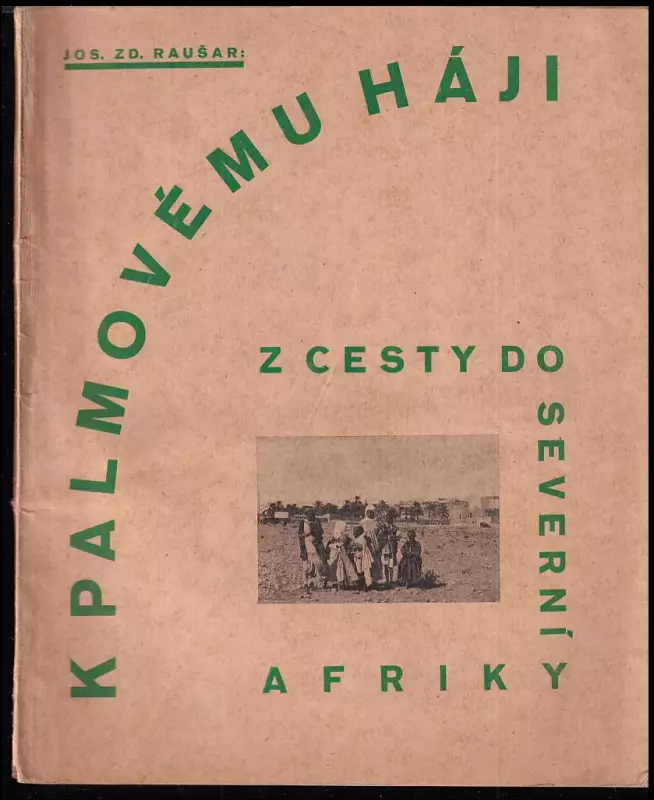 JOS. ZD. RAUŠAR:
K PALMOVÉMU HÁJI
Z CESTY DO
SEVERNÍ
AFRIKY